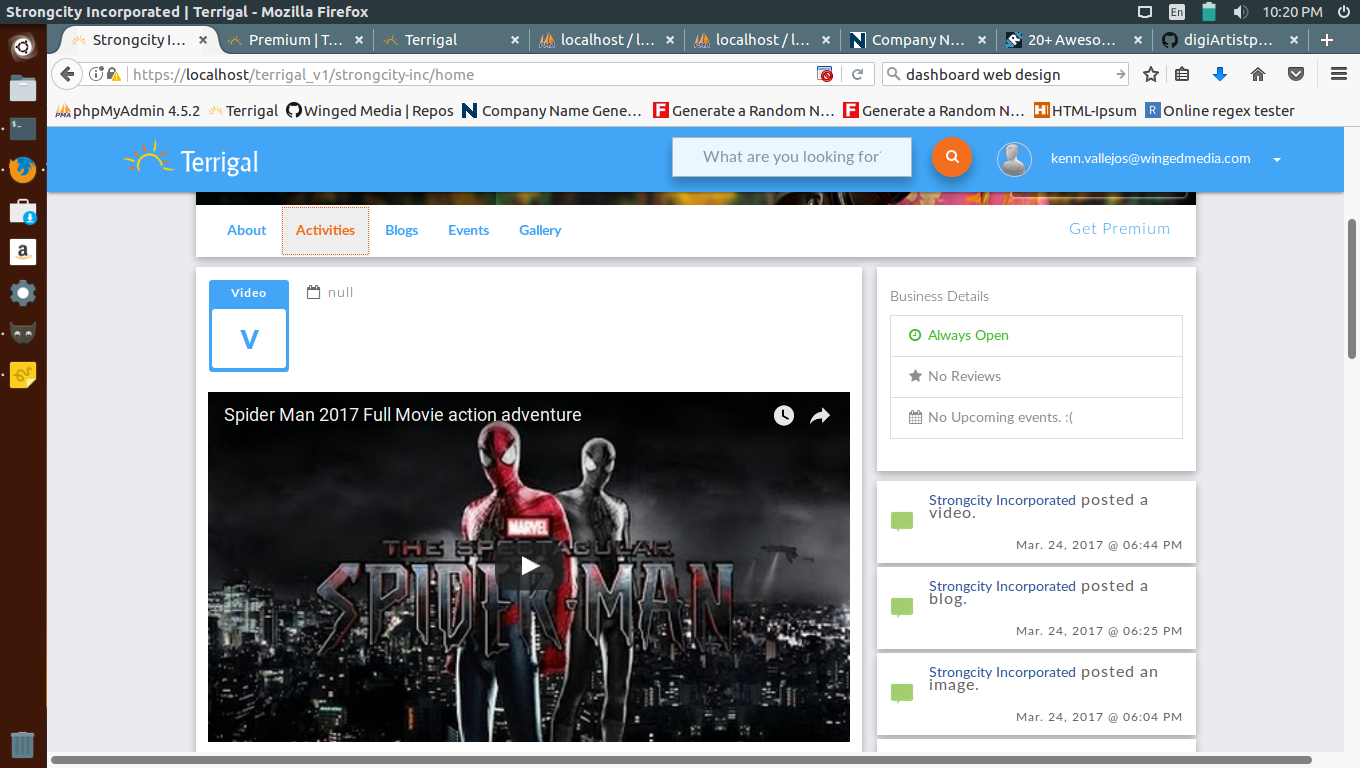 Strongcity Incorporated | Terrigal - Mozilla Firefox
En
10:20 PM
Strongcity I...
Premium | T...
Terrigal
localhost / l...
localhost / l...
Company N...
20+ Aweso...
digiArtistp...
https://localhost/terrigal_v1/strongcity-inc/home
dashboard web design
phpMyAdmin 4.5.2
Terrigal
Winged Media | Repos
Company Name Gene...
Generate a Random N...
Generate a Random N...
HTML-Ipsum
Online regex tester
Terrigal
What are you looking for
kenn.vallejos@wingedmedia.com
About
Activities
Blogs
Events
Gallery
Get Premium
Video
V
null
Spider Man 2017 Full Movie action adventure
MARVEL
THE SPECTACULAR
SPIDER-MAN
Business Details
Always Open
No Reviews
No Upcoming events. :(
Strongcity Incorporated posted a
video.
Mar. 24, 2017 @ 06:44 PM
Strongcity Incorporated posted a
blog.
Mar. 24, 2017 @ 06:25 PM
Strongcity Incorporated posted an
image.
Mar. 24, 2017 @ 06:04 PM